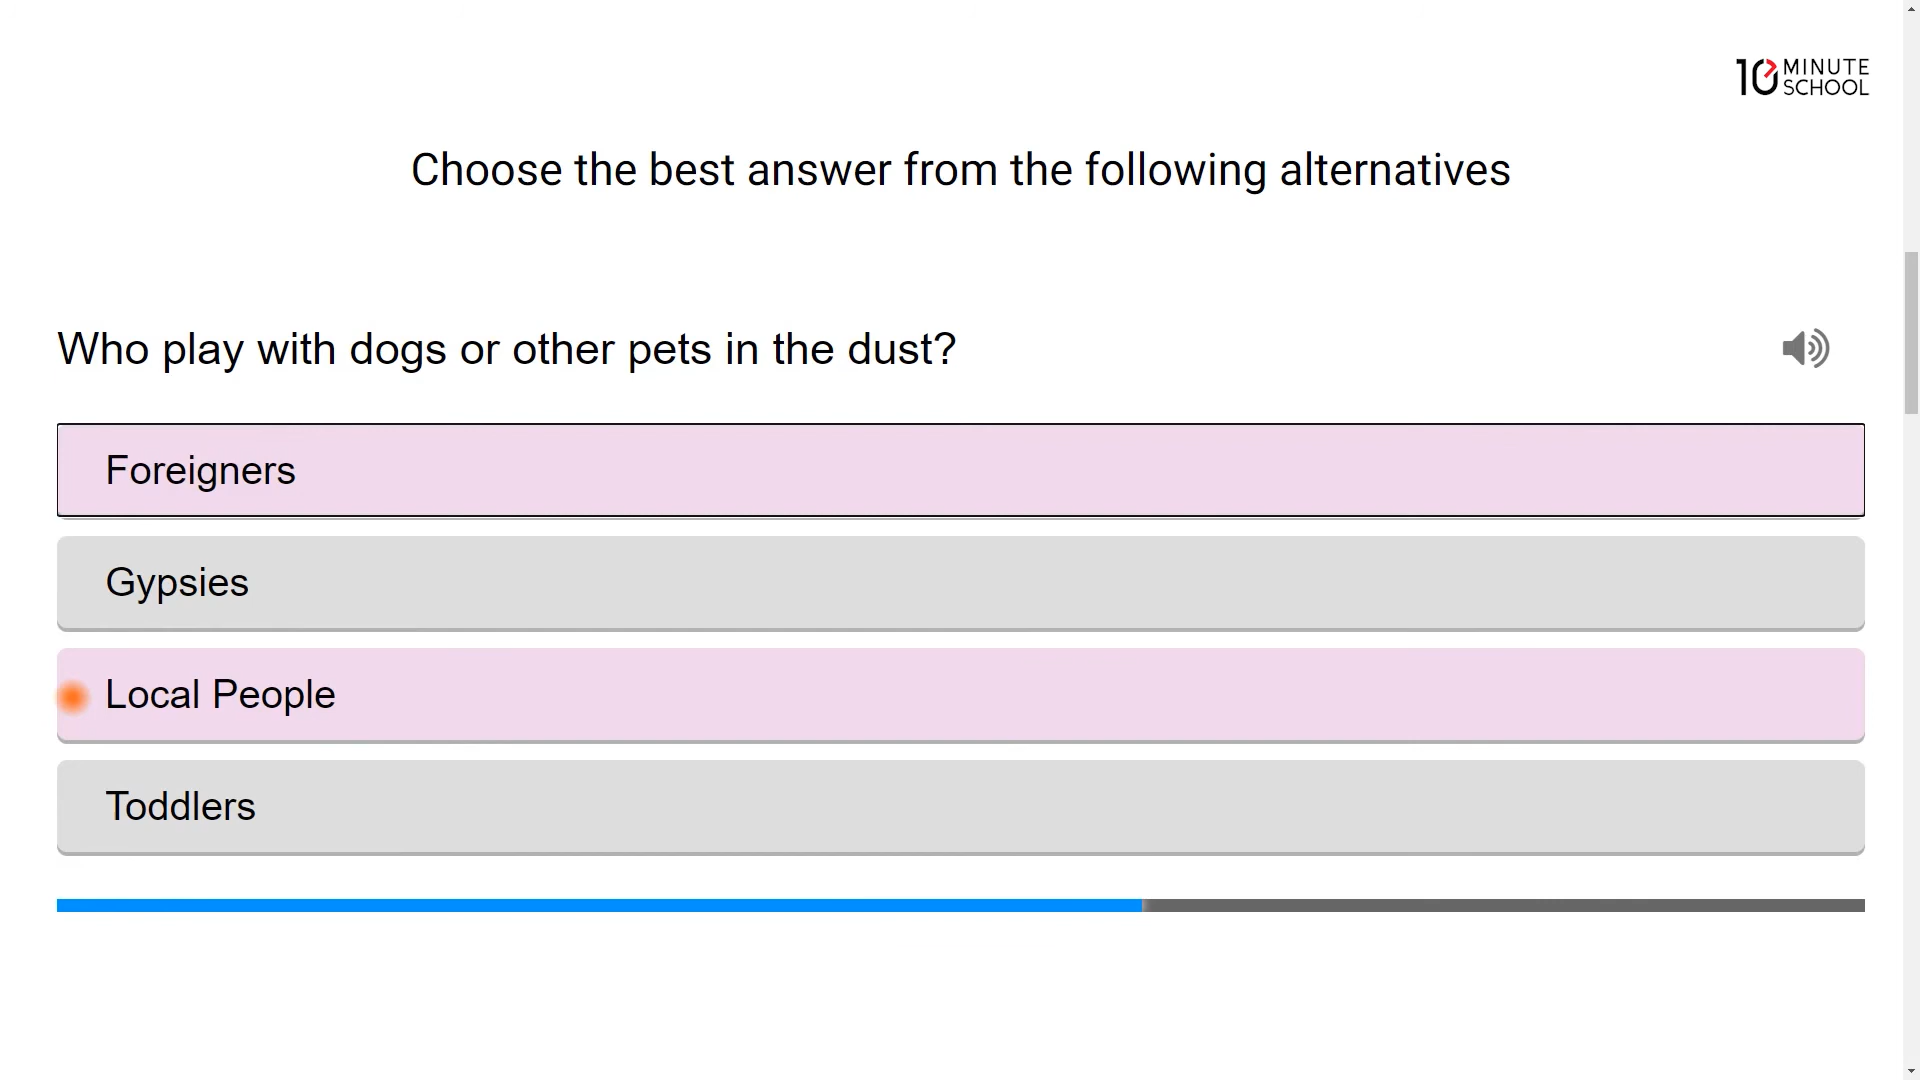 10 MINUTE SCHOOL
Choose the best answer from the following alternatives
Who play with dogs or other pets in the dust?
Foreigners
Gypsies
Local People
Toddlers